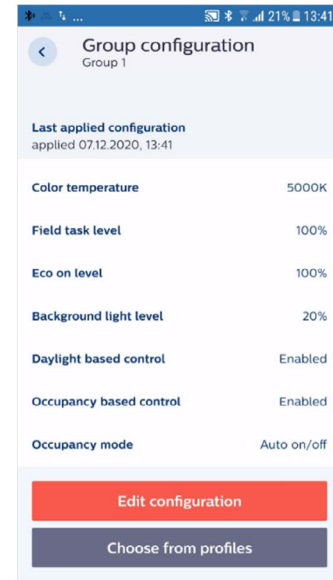 ... 21% 13:41
Group configuration
Group 1
Last applied configuration
applied 07.12.2020, 13:41
Color temperature 5000K
Field task level 100%
Eco on level 100%
Background light level 20%
Daylight based control Enabled
Occupancy based control Enabled
Occupancy mode Auto on/off
Edit configuration
Choose from profiles